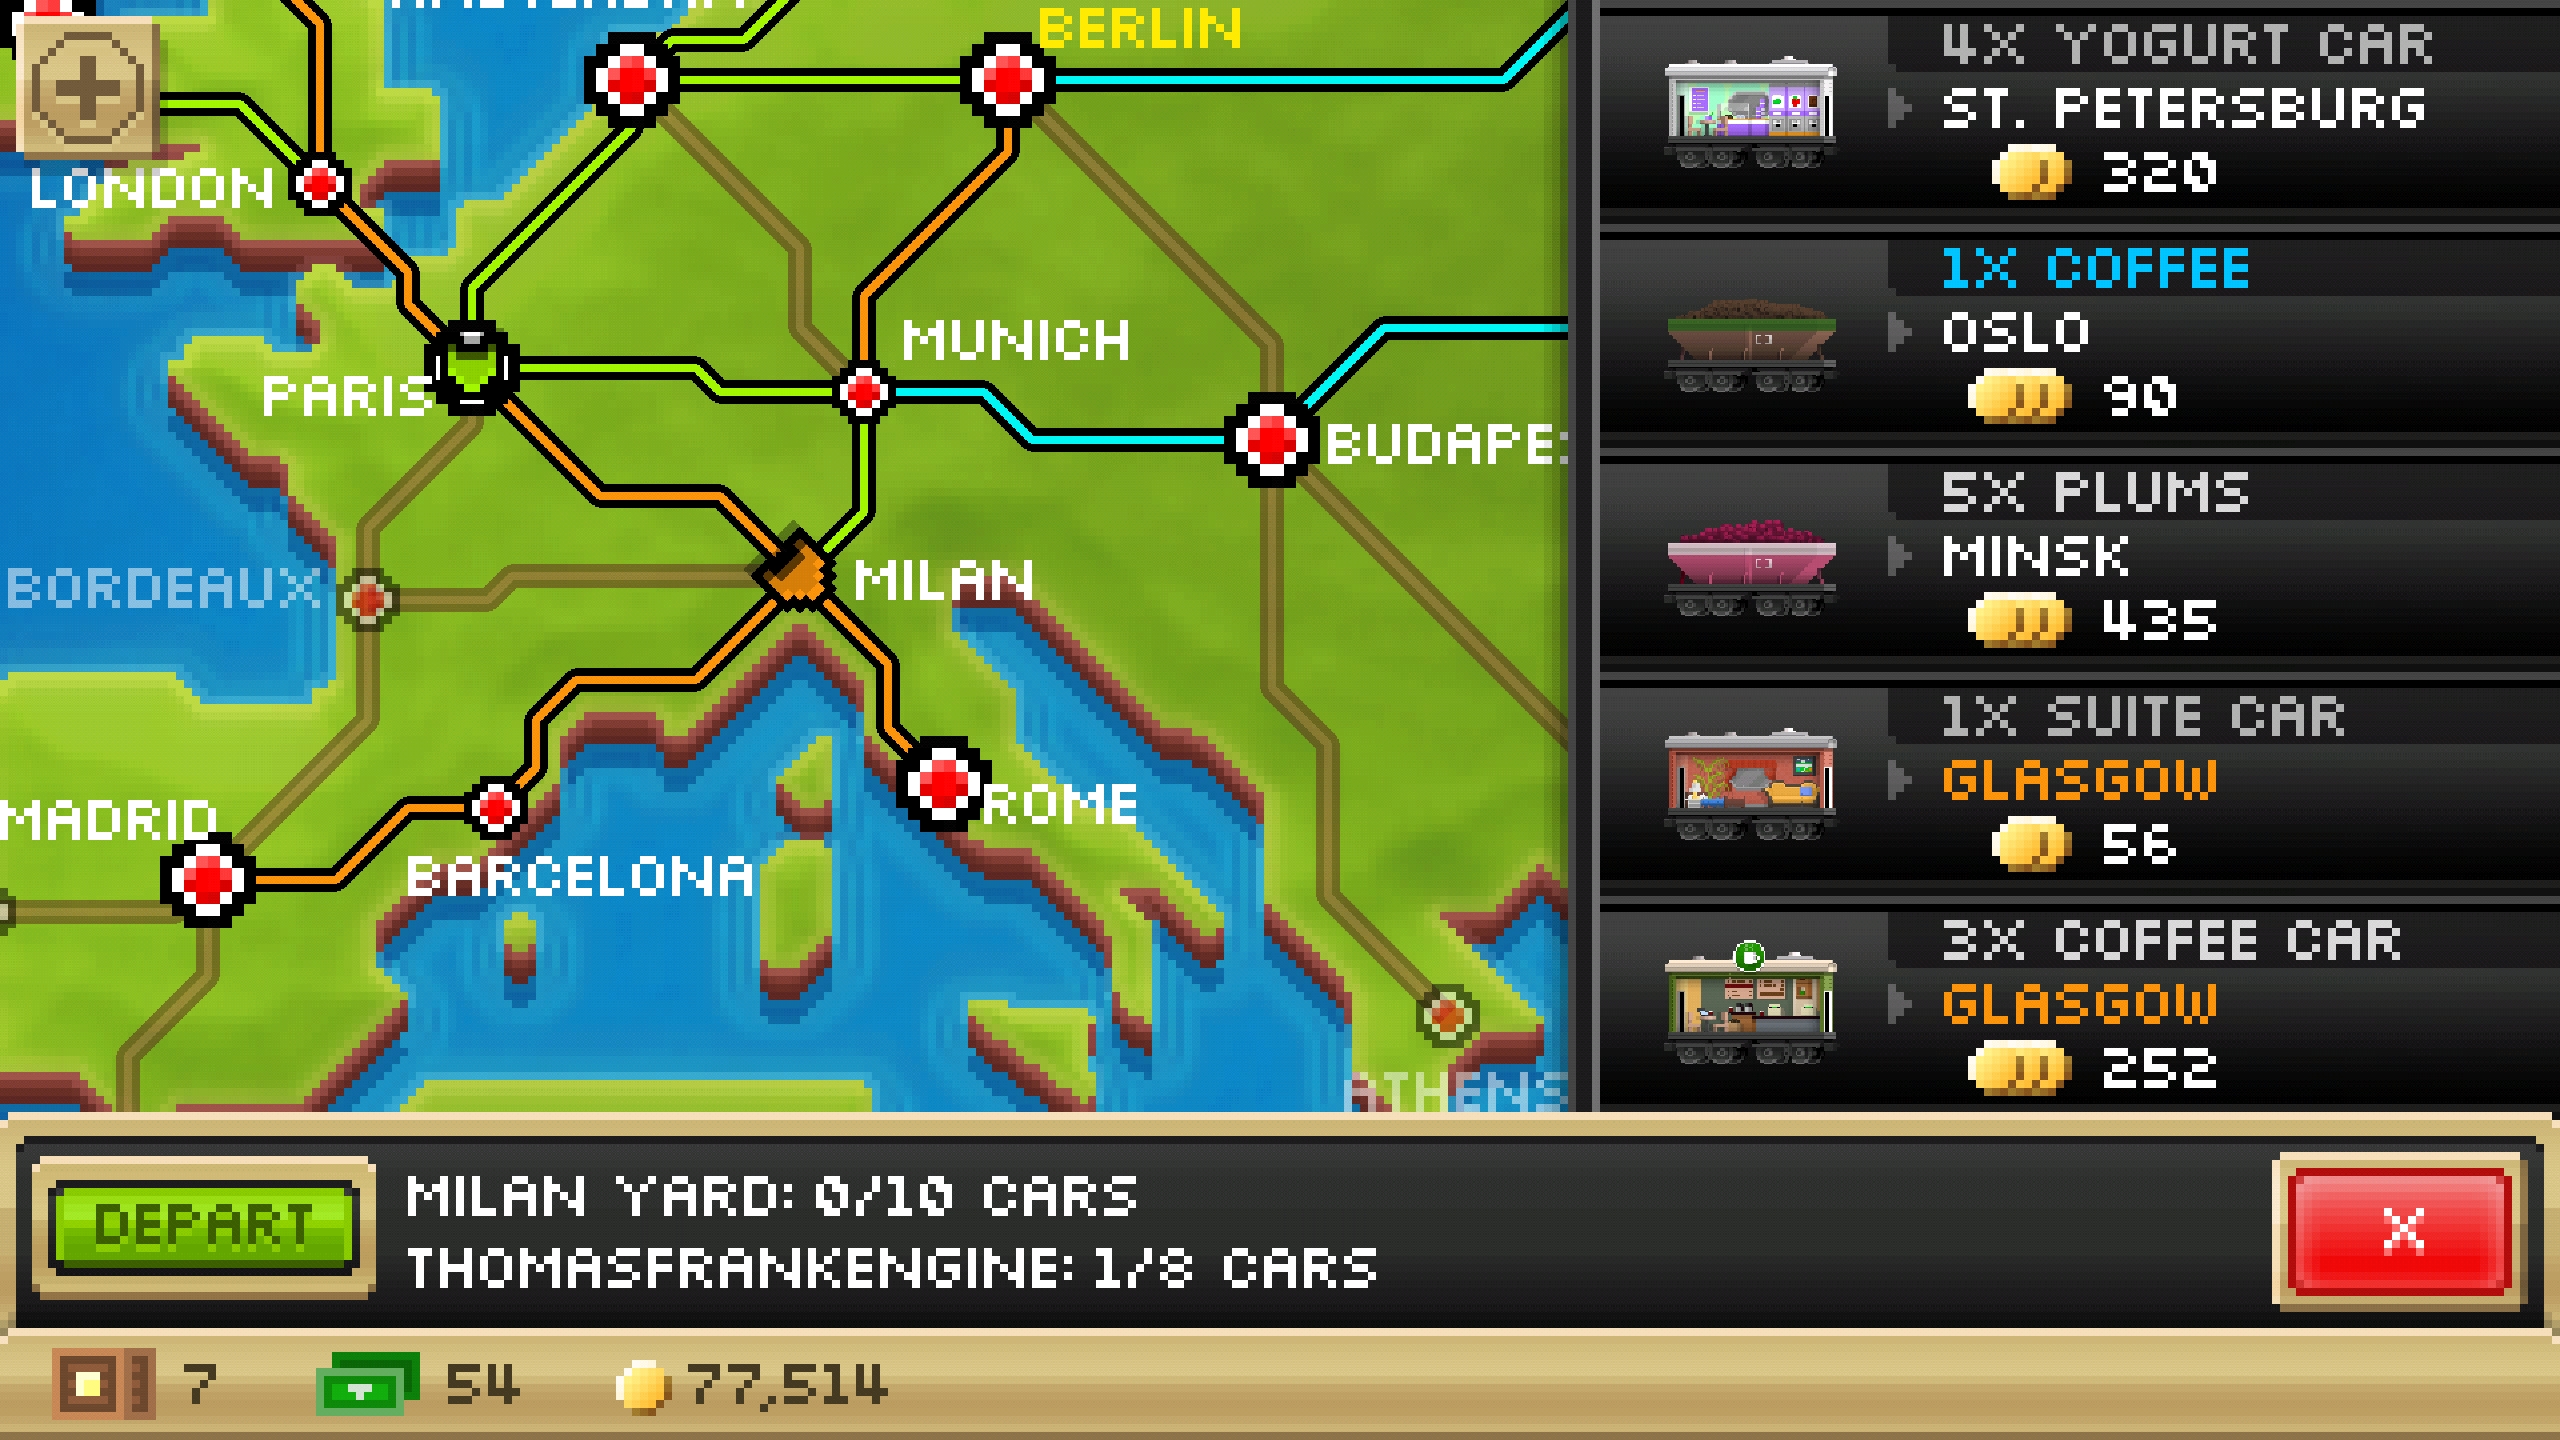 BERLIN
LONDON
MUNICH
PARIS
BUDAPE
MILAN
BORDEAUX
MADRID
ROME
BARCELONA
ATHENS
4X YOGURT CAR
ST. PETERSBURG
320
1X COFFEE
OSLO
90
5X PLUMS
MINSK
435
1X SUITE CAR
GLASGOW
56
3X COFFEE CAR
GLASGOW
252
DEPART
MILAN YARD: 0/10 CARS
THOMASFRANKENGINE: 1/8 CARS
X
7
54
77,514